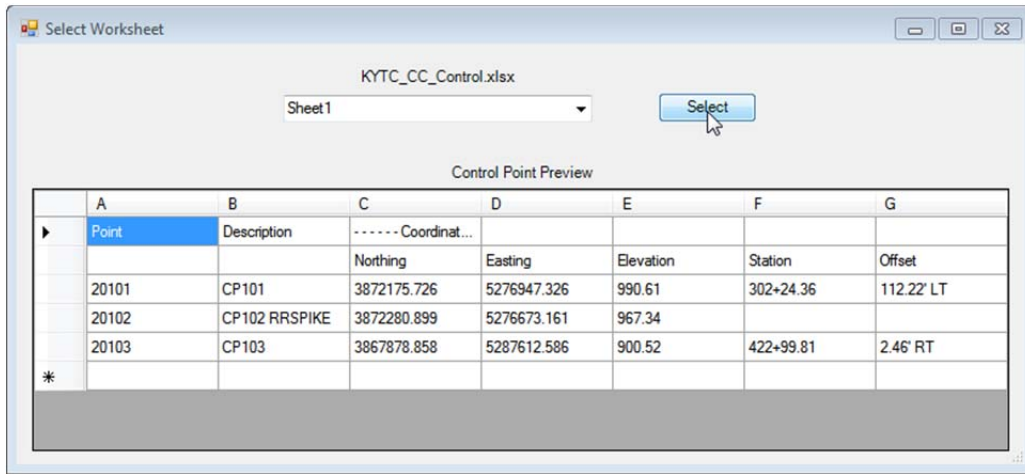 Select Worksheet
KYTC_CC_Control.xlsx
Sheet1 Select
Control Point Preview
A B C D E F G
Point Description ------Coordinat...
Northing Easting Elevation Station Offset
20101 CP101 3872175.726 5276947.326 990.61 302+24.36 112.22' LT
20102 CP102 RRSPIKE 3872280.899 5276673.161 967.34
20103 CP103 3867878.858 5287612.586 900.52 422+99.81 2.46' RT